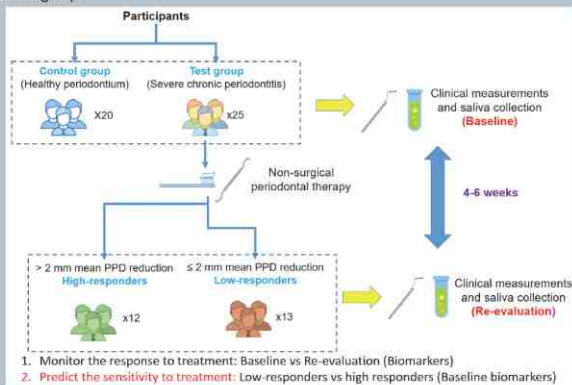 Participants
Control group
(Healthy periodontium)
X20
Test group
(Severe chronic periodontitis)
x25
Clinical measurements
and saliva collection
(Baseline)
Non-surgical
periodontal therapy
4-6 weeks
> 2 mm mean PPD reduction
High-responders
x12
≤ 2 mm mean PPD reduction
Low-responders
x13
Clinical measurements
and saliva collection
(Re-evaluation)
1. Monitor the response to treatment: Baseline vs Re-evaluation (Biomarkers)
2. Predict the sensitivity to treatment: Low-responders vs high responders (Baseline biomarkers)